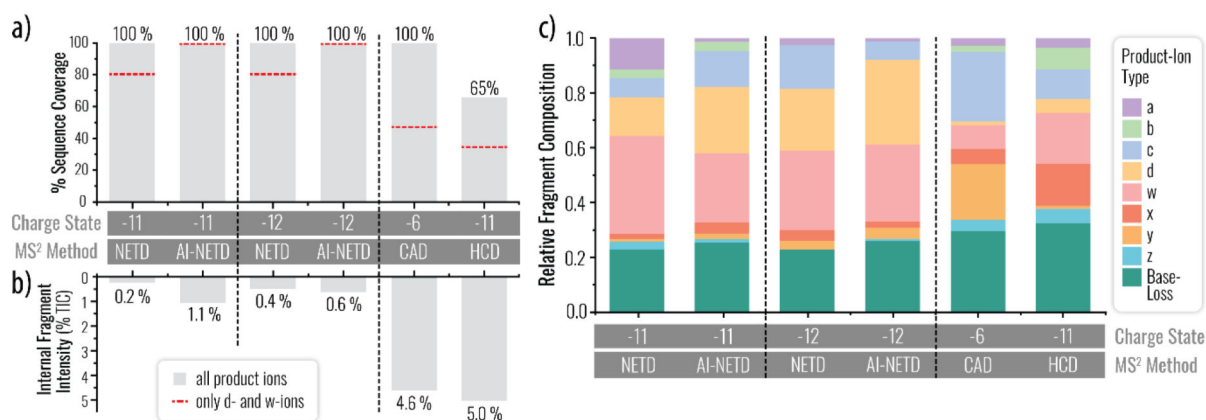 a)
% Sequence Coverage
100
80
60
40
20
0
100 % 100 % 100 % 100 % 100 % 65%
Charge State -11 -11 -12 -12 -6 -11
MS² Method NETD AI-NETD NETD AI-NETD CAD HCD
b)
Internal Fragment
Intensity (% TIC)
0
1
2
3
4
5
0.2 % 1.1 % 0.4 % 0.6 % 4.6 % 5.0 %
all product ions
only d- and w-ions
c)
Relative Fragment Composition
1.0
0.8
0.6
0.4
0.2
0.0
-11 -11 -12 -12 -6 -11 Charge State
NETD AI-NETD NETD AI-NETD CAD HCD MS² Method
Product-Ion
Type
a
b
c
d
w
x
y
z
Base-
Loss